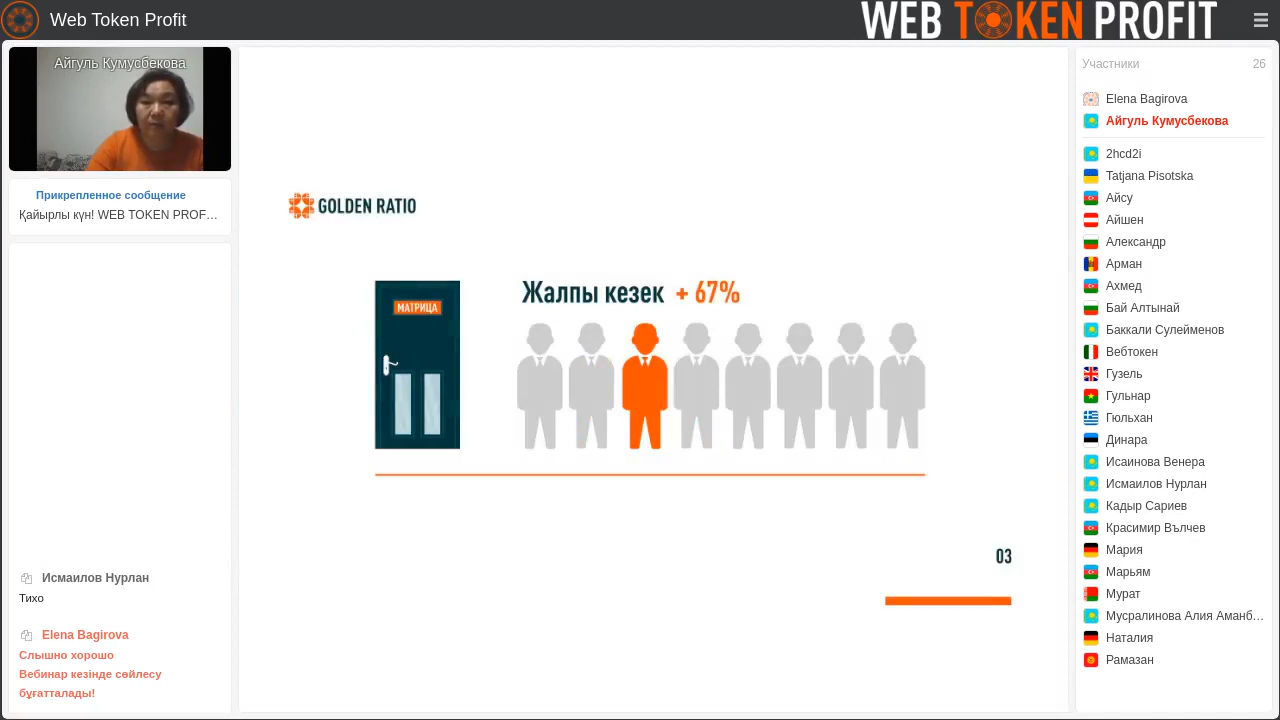 Web Token Profit
WEB TOKEN PROFIT
Айгуль Кумусбекова
Прикрепленное сообщение
Қайырлы күн! WEB TOKEN PROF…
Исмаилов Нурлан
Тихо
Elena Bagirova
Слышно хорошо
Вебинар кезінде сөйлесу
бұғатталады!
GOLDEN RATIO
МАТРИЦА
Жалпы кезек + 67%
03
Участники 26
Elena Bagirova
Айгуль Кумусбекова
2hcd2i
Tatjana Pisotska
Айсу
Айшен
Александр
Арман
Ахмед
Бай Алтынай
Баккали Сулейменов
Вебтокен
Гузель
Гульнар
Гюльхан
Динара
Исаинова Венера
Исмаилов Нурлан
Кадыр Сариев
Красимир Вълчев
Мария
Марьям
Мурат
Мусралинова Алия Аманб…
Наталия
Рамазан